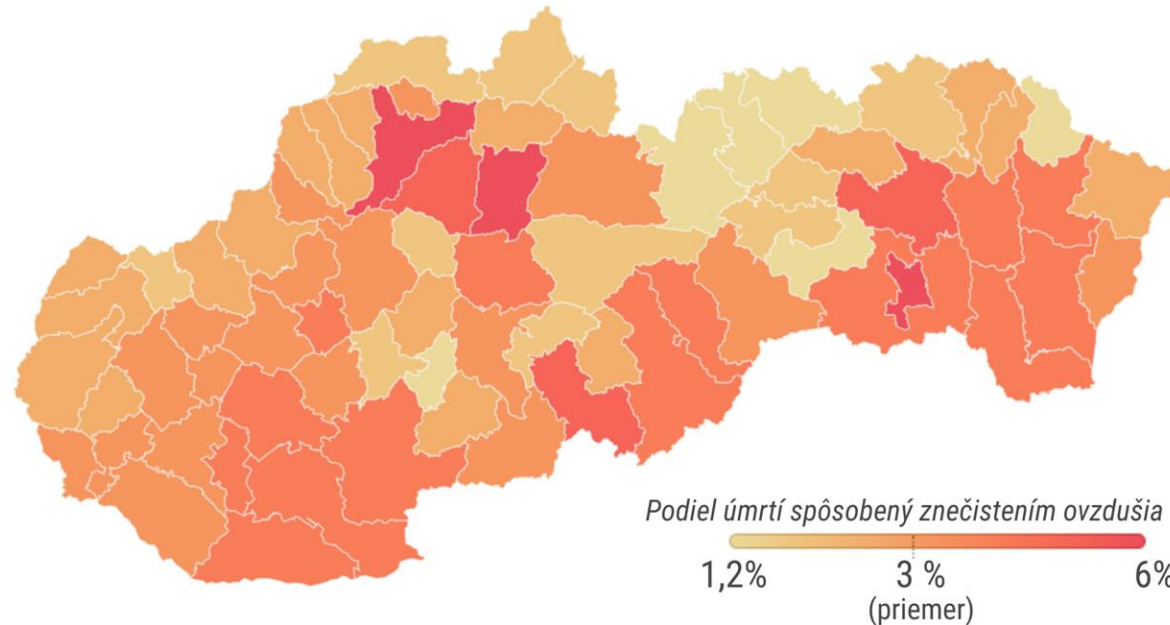 Podiel úmrtí spôsobený znečistením ovzdušia
1,2% 3 % 6%
(priemer)